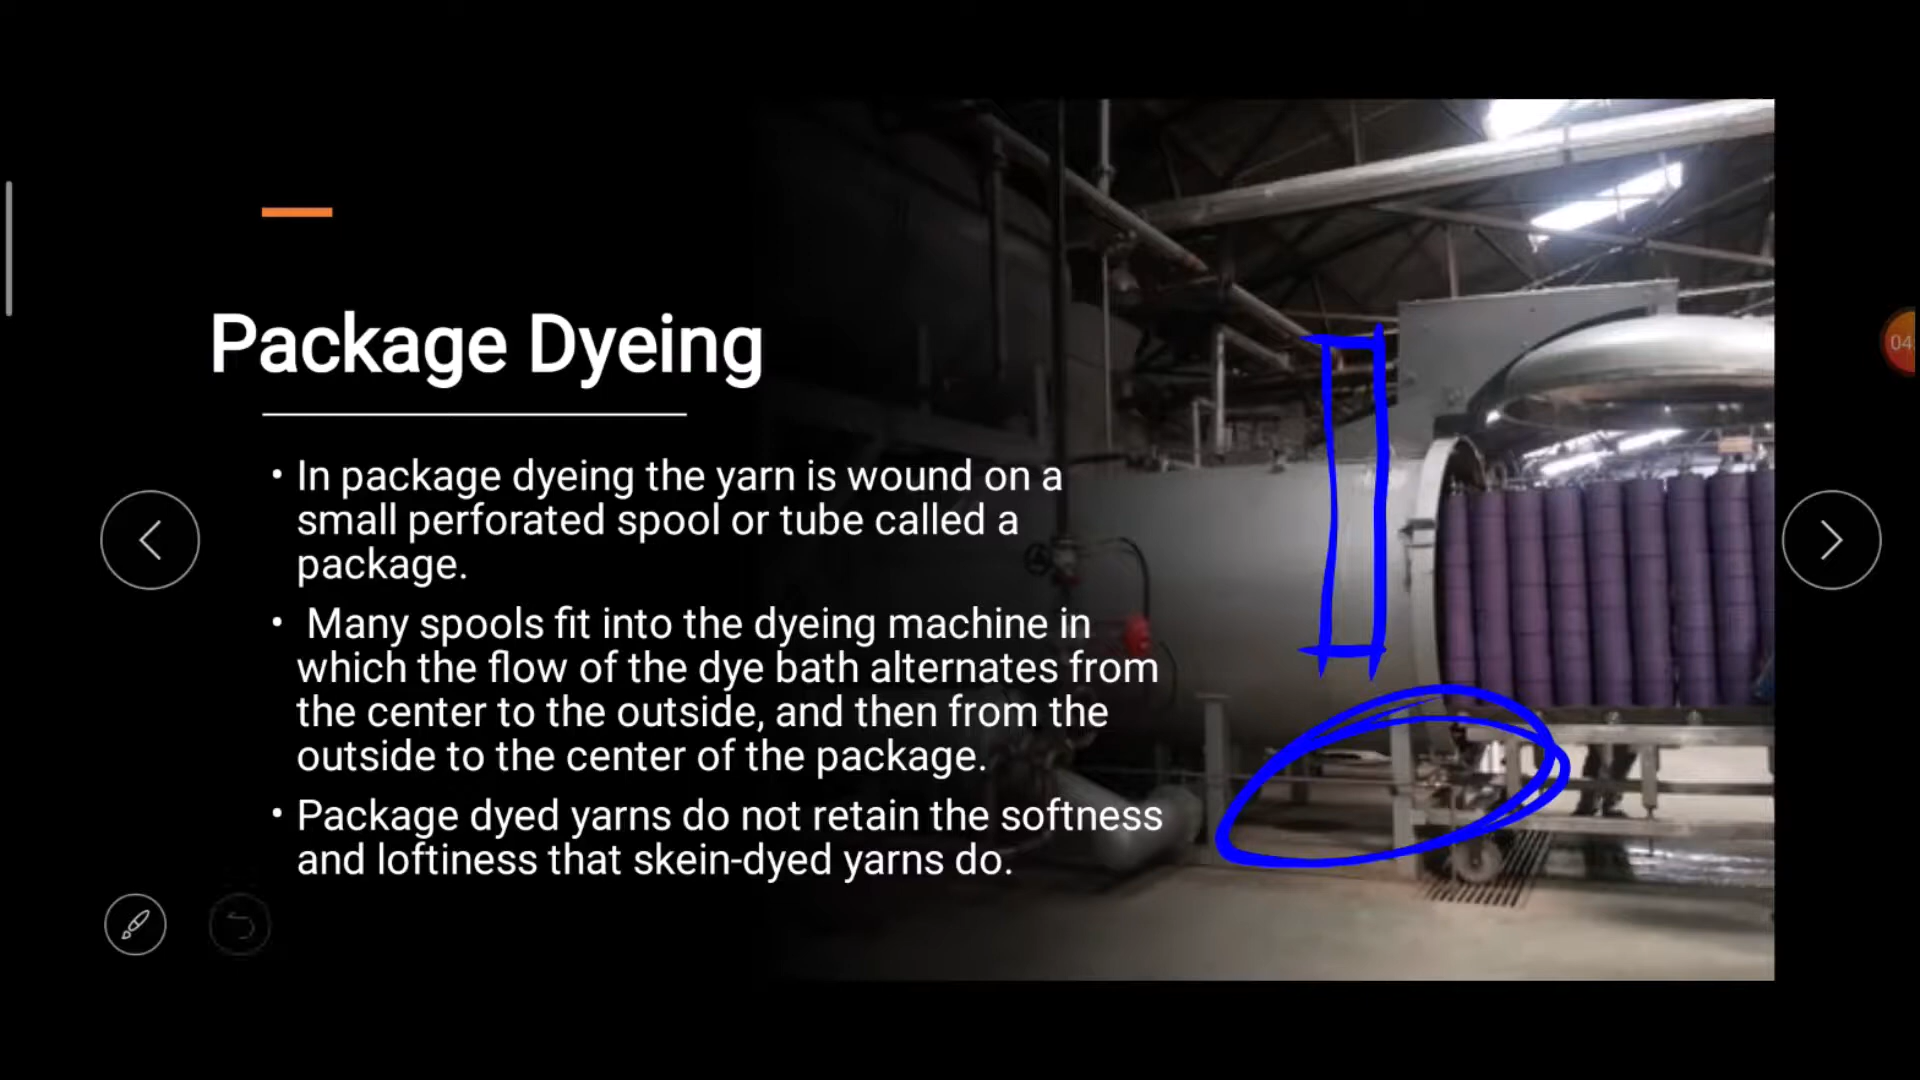 Package Dyeing
• In package dyeing the yarn is wound on a
small perforated spool or tube called a
package.
• Many spools fit into the dyeing machine in
which the flow of the dye bath alternates from
the center to the outside, and then from the
outside to the center of the package.
• Package dyed yarns do not retain the softness
and loftiness that skein-dyed yarns do.
04